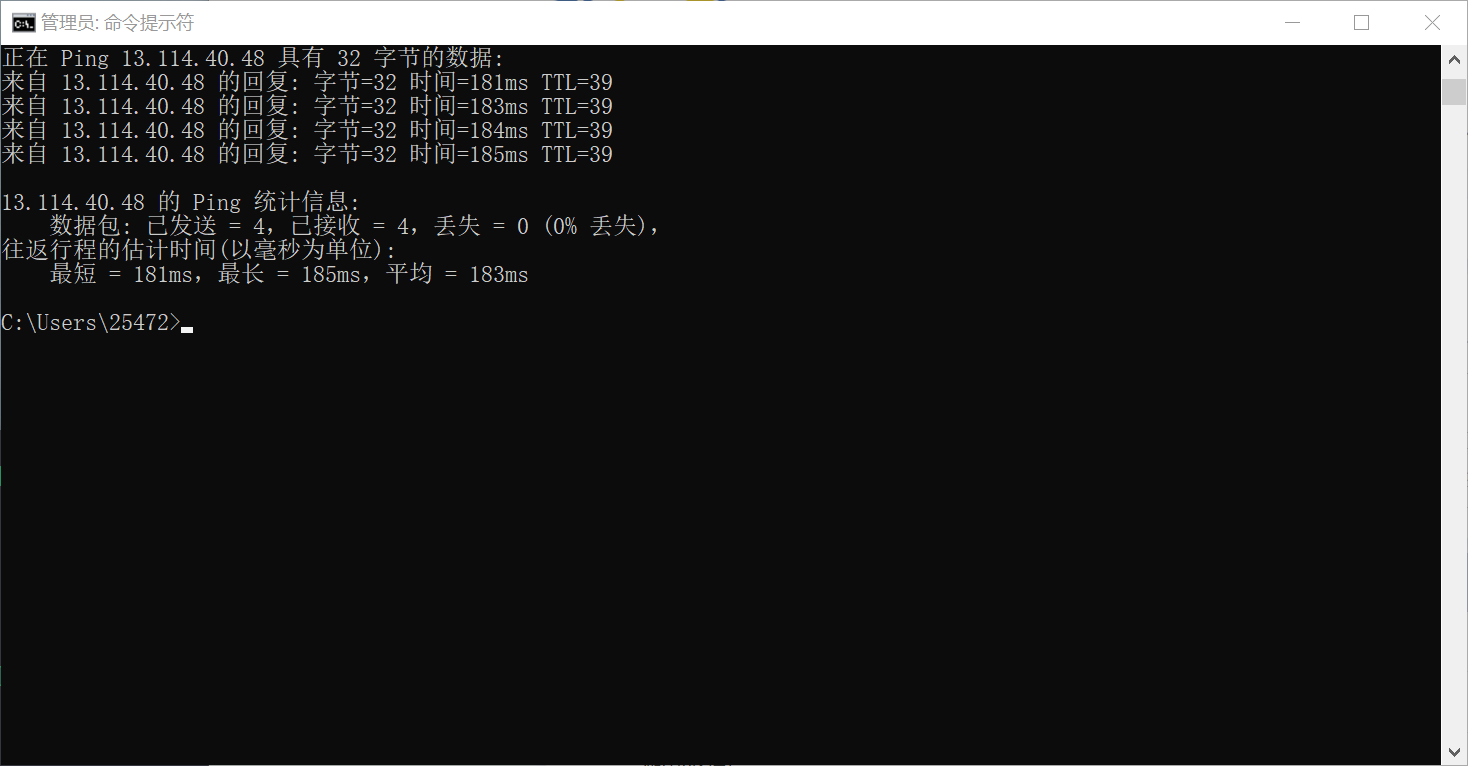 管理员: 命令提示符
正在 Ping 13.114.40.48 具有 32 字节的数据:
来自 13.114.40.48 的回复: 字节=32 时间=181ms TTL=39
来自 13.114.40.48 的回复: 字节=32 时间=183ms TTL=39
来自 13.114.40.48 的回复: 字节=32 时间=184ms TTL=39
来自 13.114.40.48 的回复: 字节=32 时间=185ms TTL=39
13.114.40.48 的 Ping 统计信息:
数据包: 已发送 = 4，已接收 = 4，丢失 = 0 (0% 丢失)，
往返行程的估计时间(以毫秒为单位):
最短 = 181ms，最长 = 185ms，平均 = 183ms
C:\Users\25472>